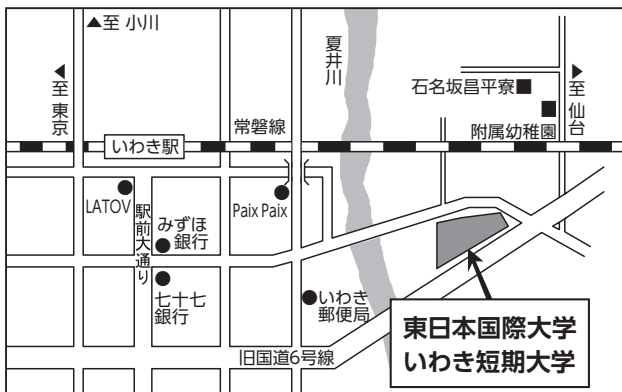 ▲至 小川
▲至 東京
夏井川
石名坂昌平寮■
▲至 仙台
附属幼稚園
常磐線
いわき駅
LATOV
駅前大通り
みずほ
銀行
Paix Paix
七十七
銀行
いわき
郵便局
旧国道6号線
東日本国際大学
いわき短期大学